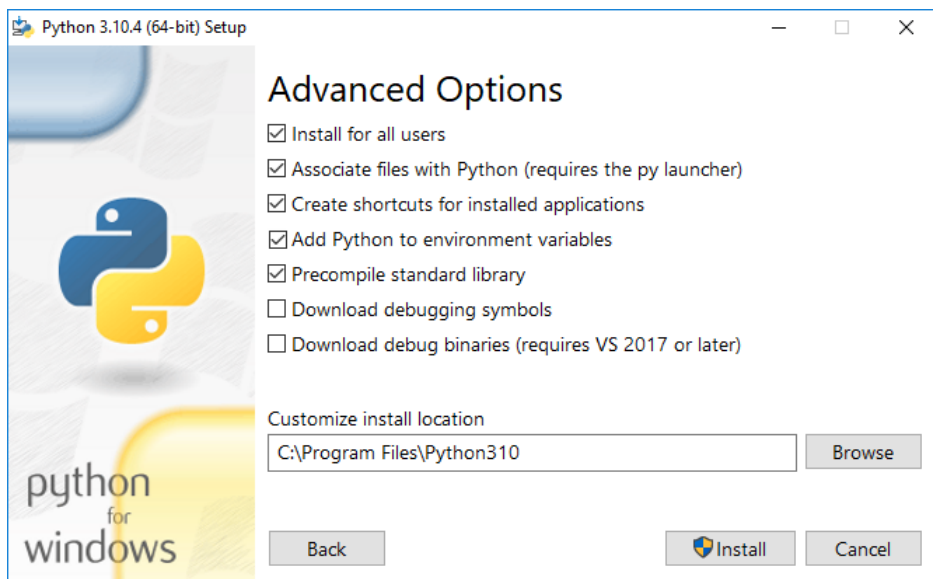 Python 3.10.4 (64-bit) Setup
Advanced Options
Install for all users
Associate files with Python (requires the py launcher)
Create shortcuts for installed applications
Add Python to environment variables
Precompile standard library
Download debugging symbols
Download debug binaries (requires VS 2017 or later)
Customize install location
C:\Program Files\Python310
Browse
python
for
windows
Back
Install
Cancel